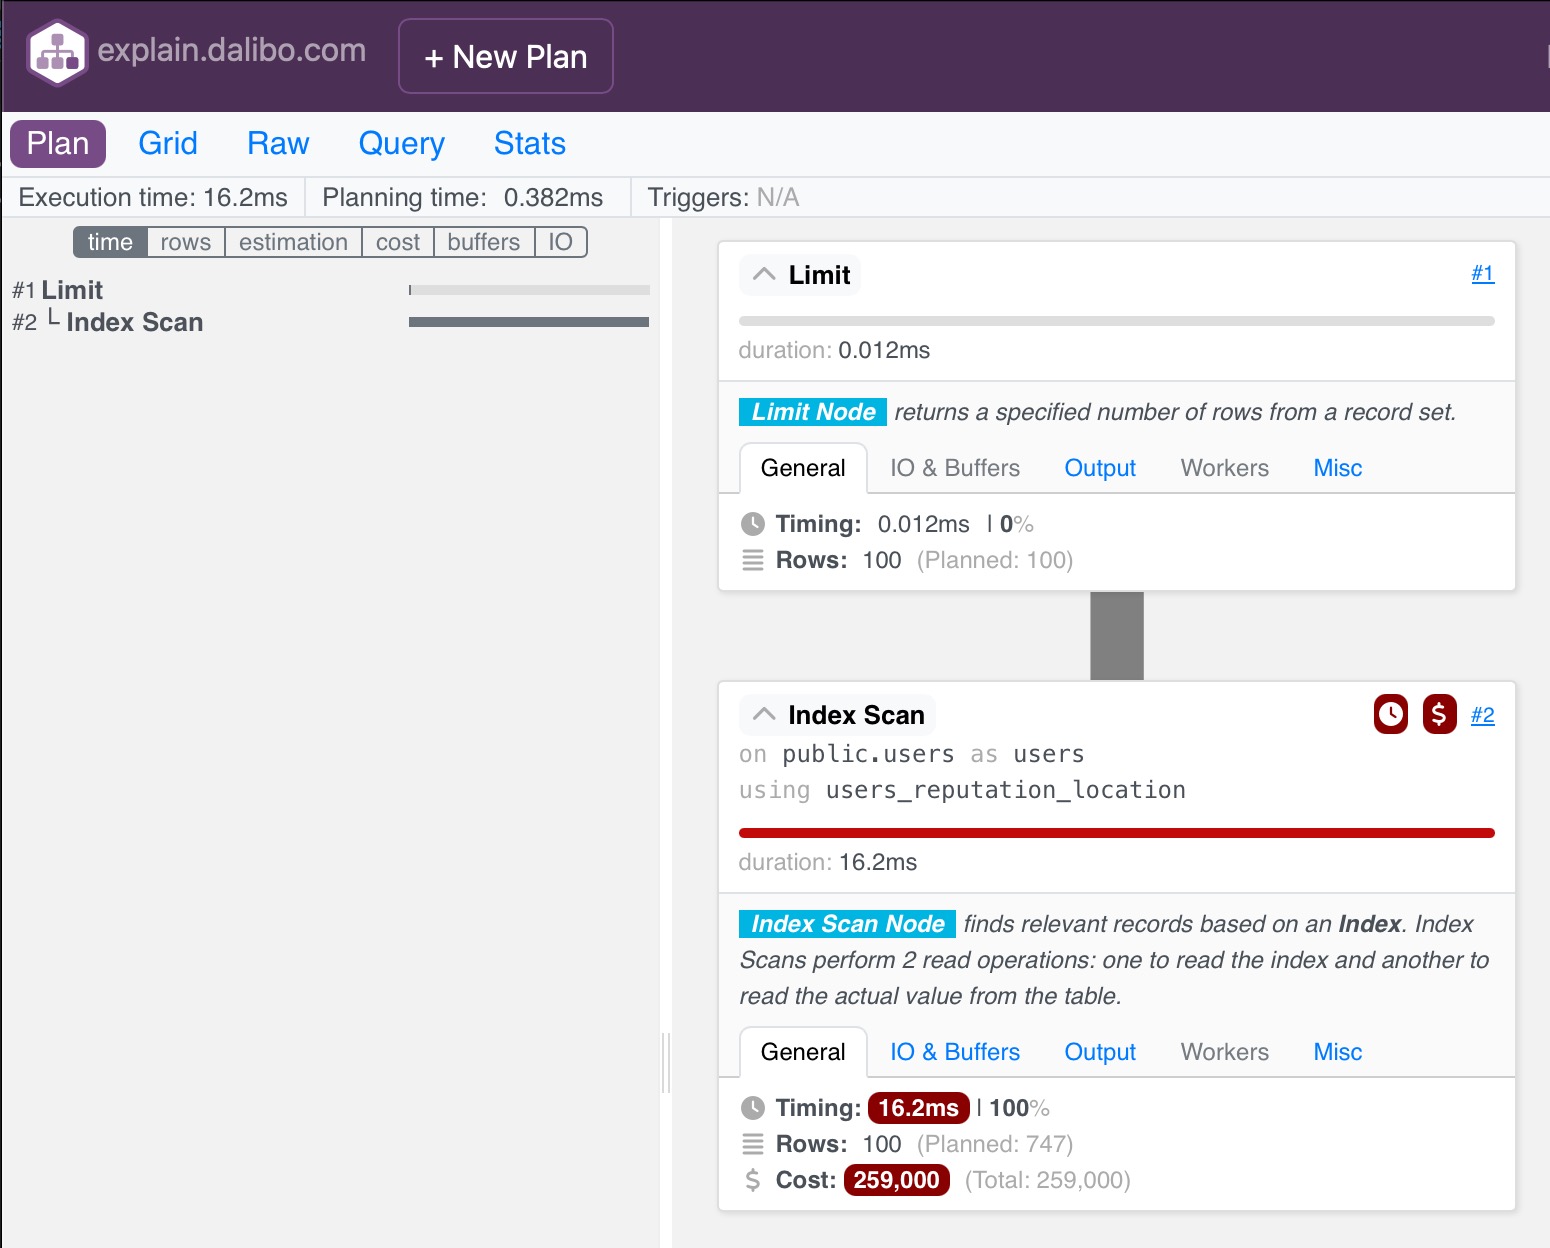 explain.dalibo.com
+ New Plan
Plan Grid Raw Query Stats
Execution time: 16.2ms Planning time: 0.382ms Triggers: N/A
time rows estimation cost buffers IO
#1 Limit
#2 └ Index Scan
Limit #1
duration: 0.012ms
Limit Node returns a specified number of rows from a record set.
General IO & Buffers Output Workers Misc
Timing: 0.012ms | 0%
Rows: 100 (Planned: 100)
Index Scan $ #2
on public.users as users
using users_reputation_location
duration: 16.2ms
Index Scan Node finds relevant records based on an Index. Index
Scans perform 2 read operations: one to read the index and another to
read the actual value from the table.
General IO & Buffers Output Workers Misc
Timing: 16.2ms | 100%
Rows: 100 (Planned: 747)
$ Cost: 259,000 (Total: 259,000)